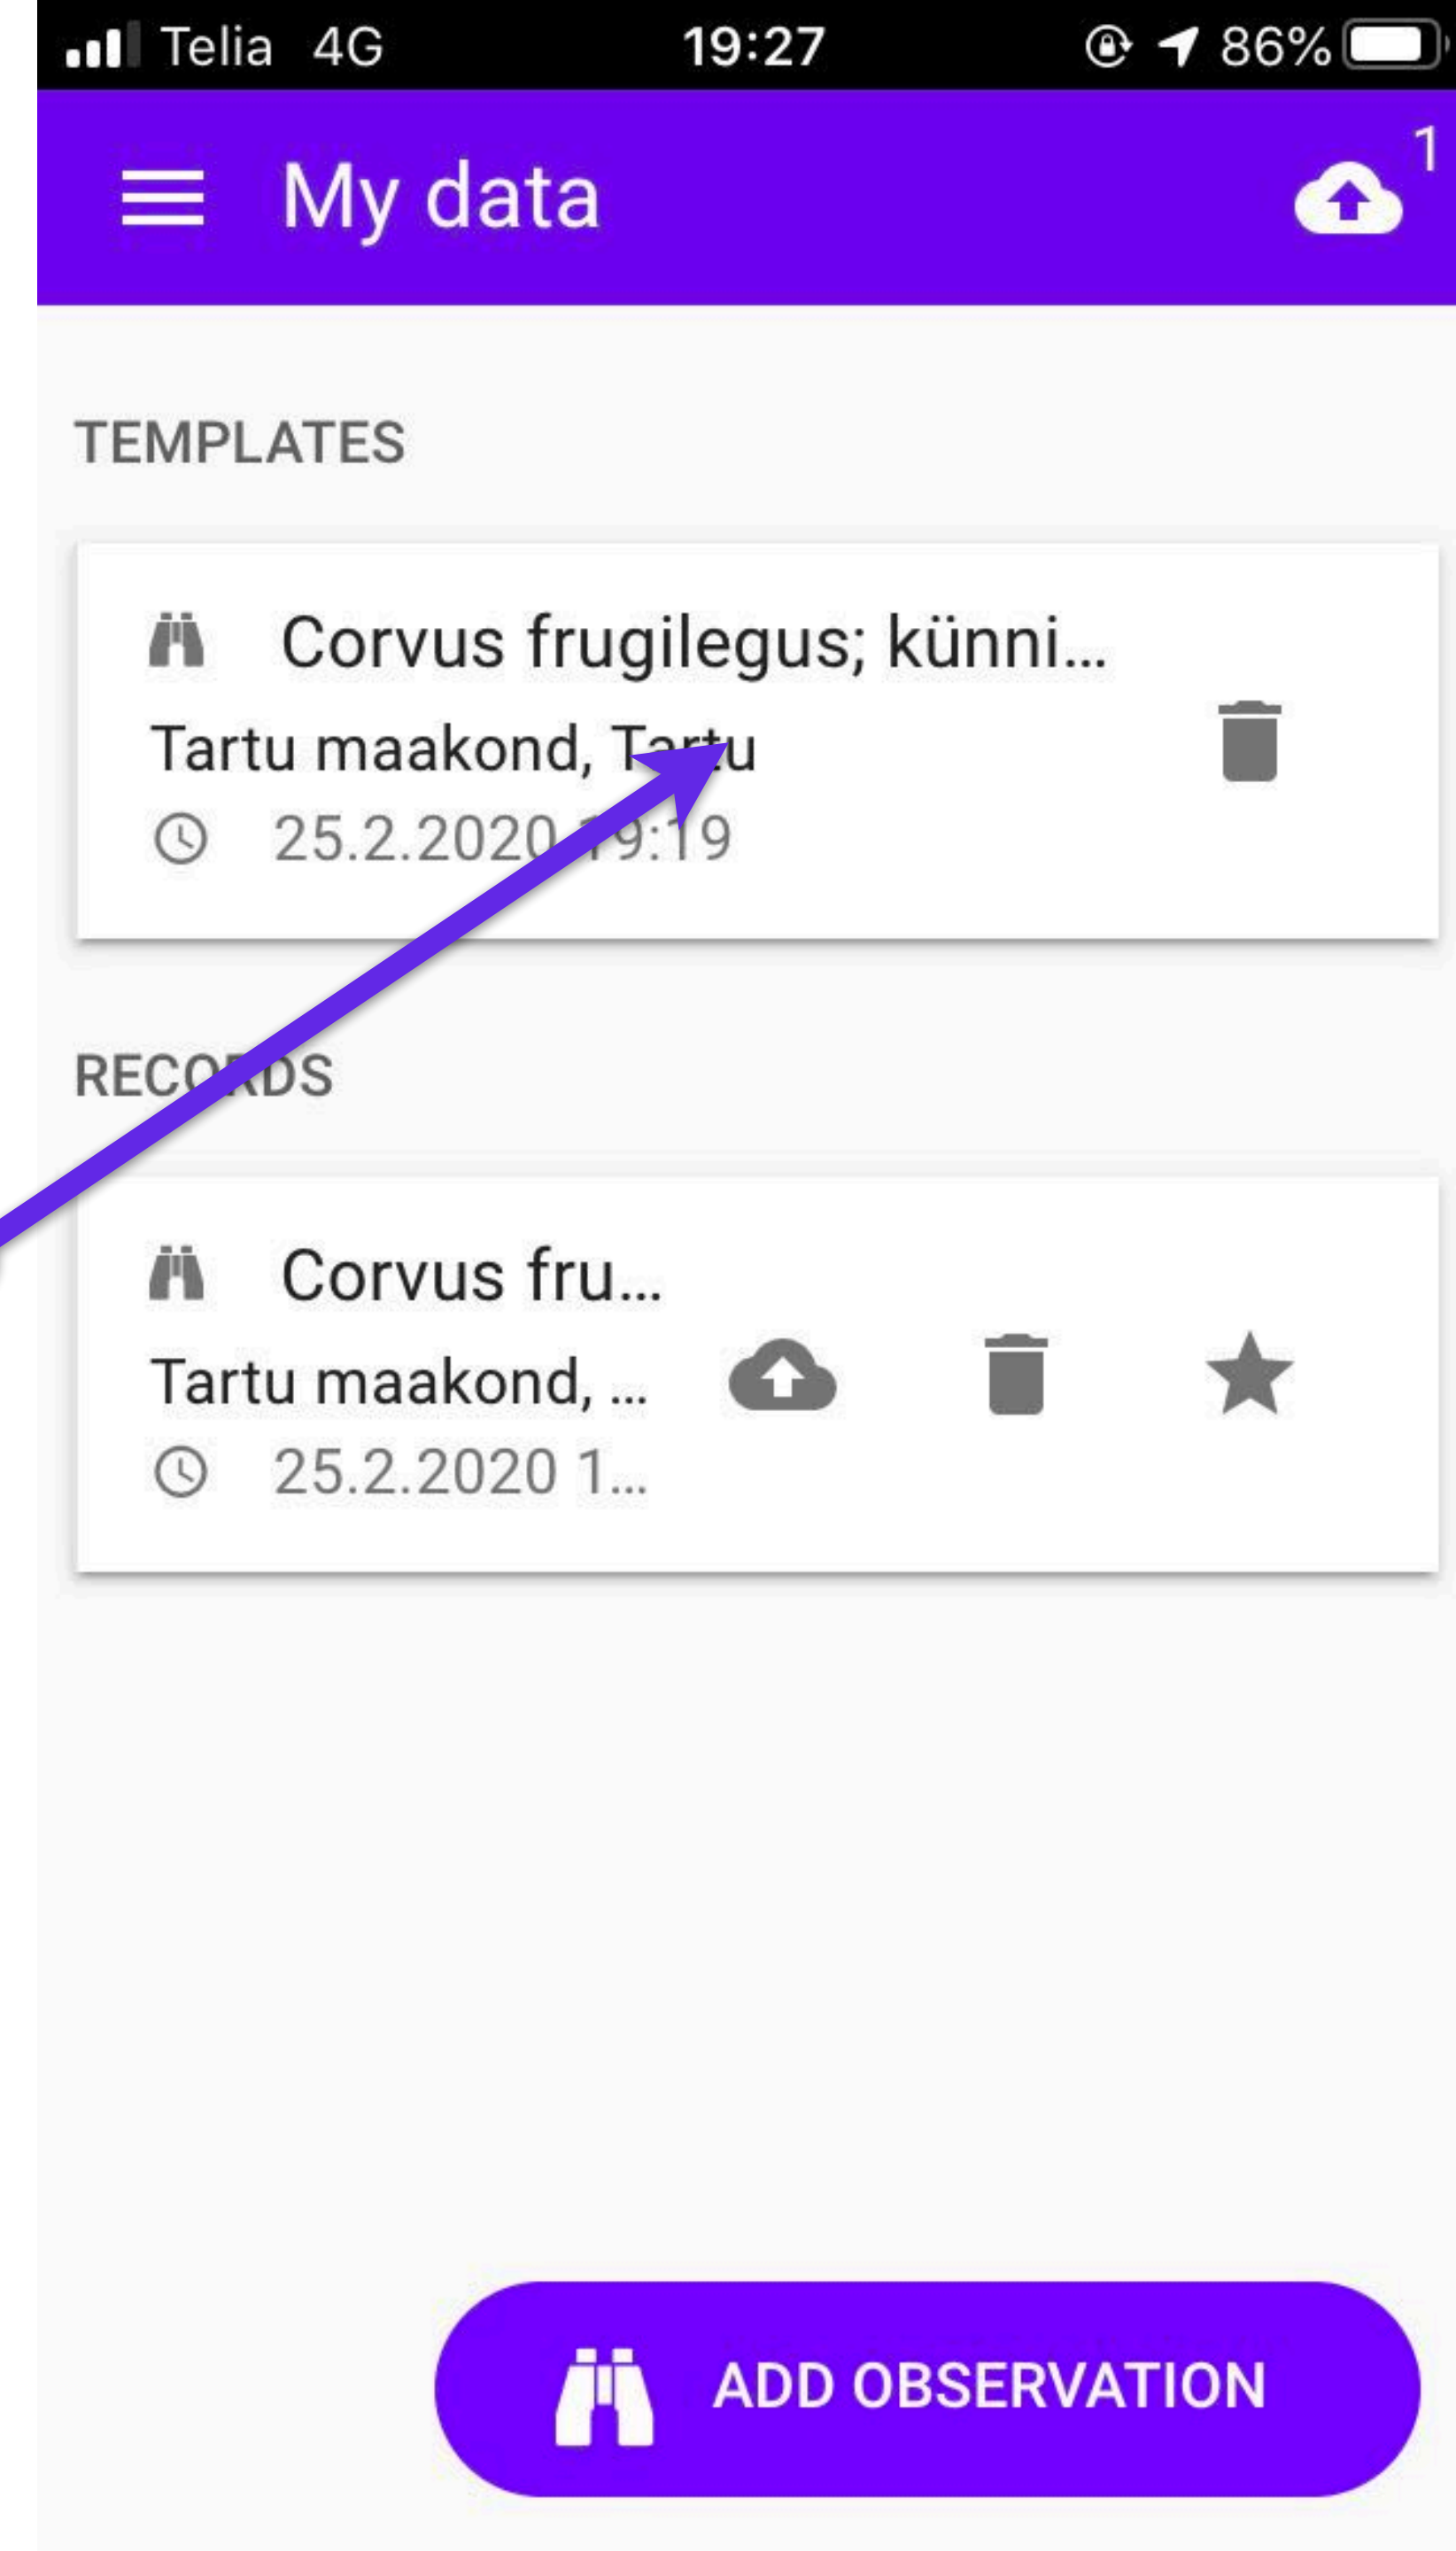 Telia 4G 19:27 86%
My data 1
TEMPLATES
Corvus frugilegus; künni...
Tartu maakond, Tartu
25.2.2020 19:19
RECORDS
Corvus fru...
Tartu maakond, ...
25.2.2020 1...
ADD OBSERVATION